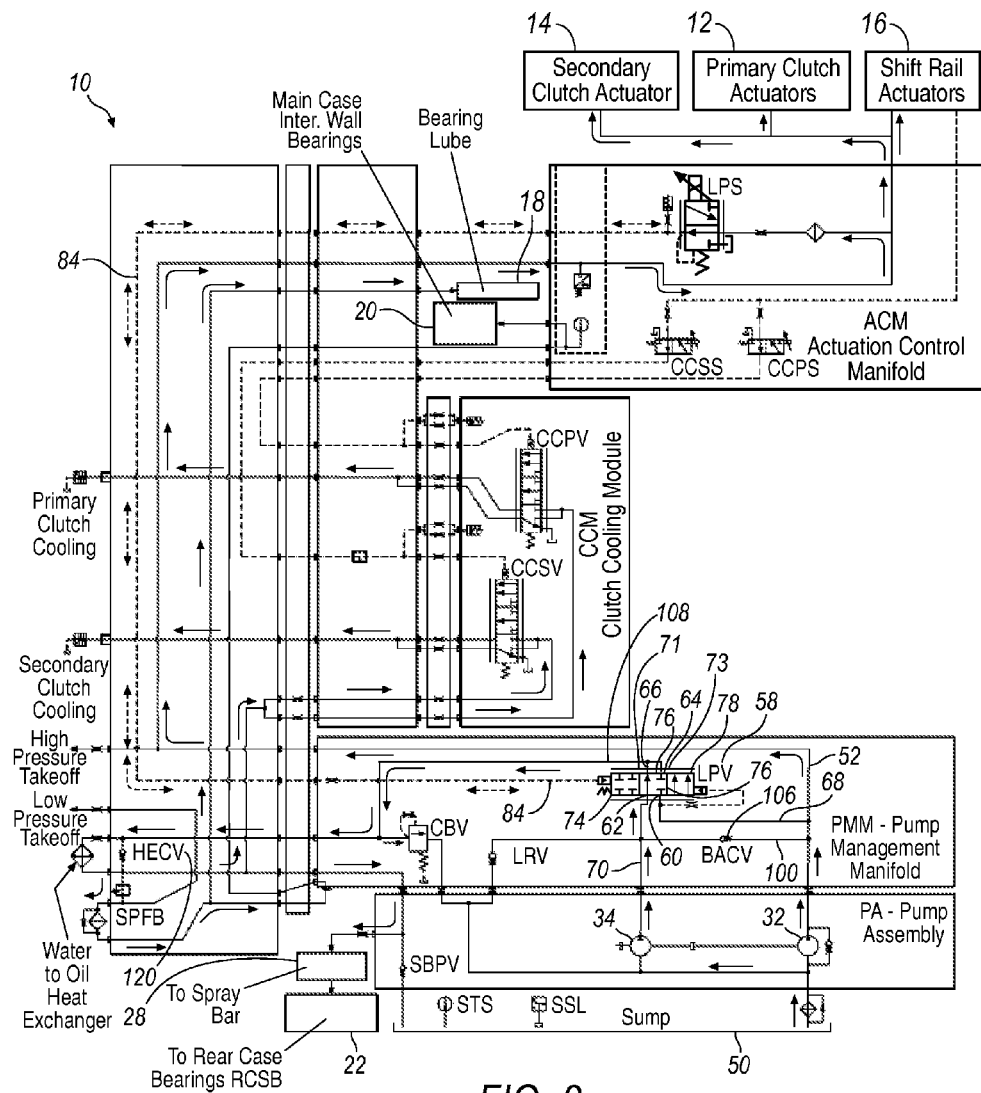 14
12
16
Secondary
Clutch Actuator
Primary Clutch
Actuators
Shift Rail
Actuators
10
Main Case
Inter. Wall
Bearings
Bearing
Lube
LPS
18
84
20
ACM
Actuation Control
Manifold
CCSS
CCPS
CCPV
Primary
Clutch
Cooling
CCM
Clutch Cooling Module
CCSV
108
71
66
76
64
73
78
58
Secondary
Clutch
Cooling
High
Pressure
Takeoff
LPV
52
84
74
62
60
76
106
68
Low
Pressure
Takeoff
CBV
HECV
LRV
70
BACV
100
PMM - Pump
Management
Manifold
SPFB
34
32
PA - Pump
Assembly
Water
to Oil
Heat
Exchanger
120
28
To Spray
Bar
SBPV
STS
SSL
Sump
To Rear Case
Bearings RCSB
22
50